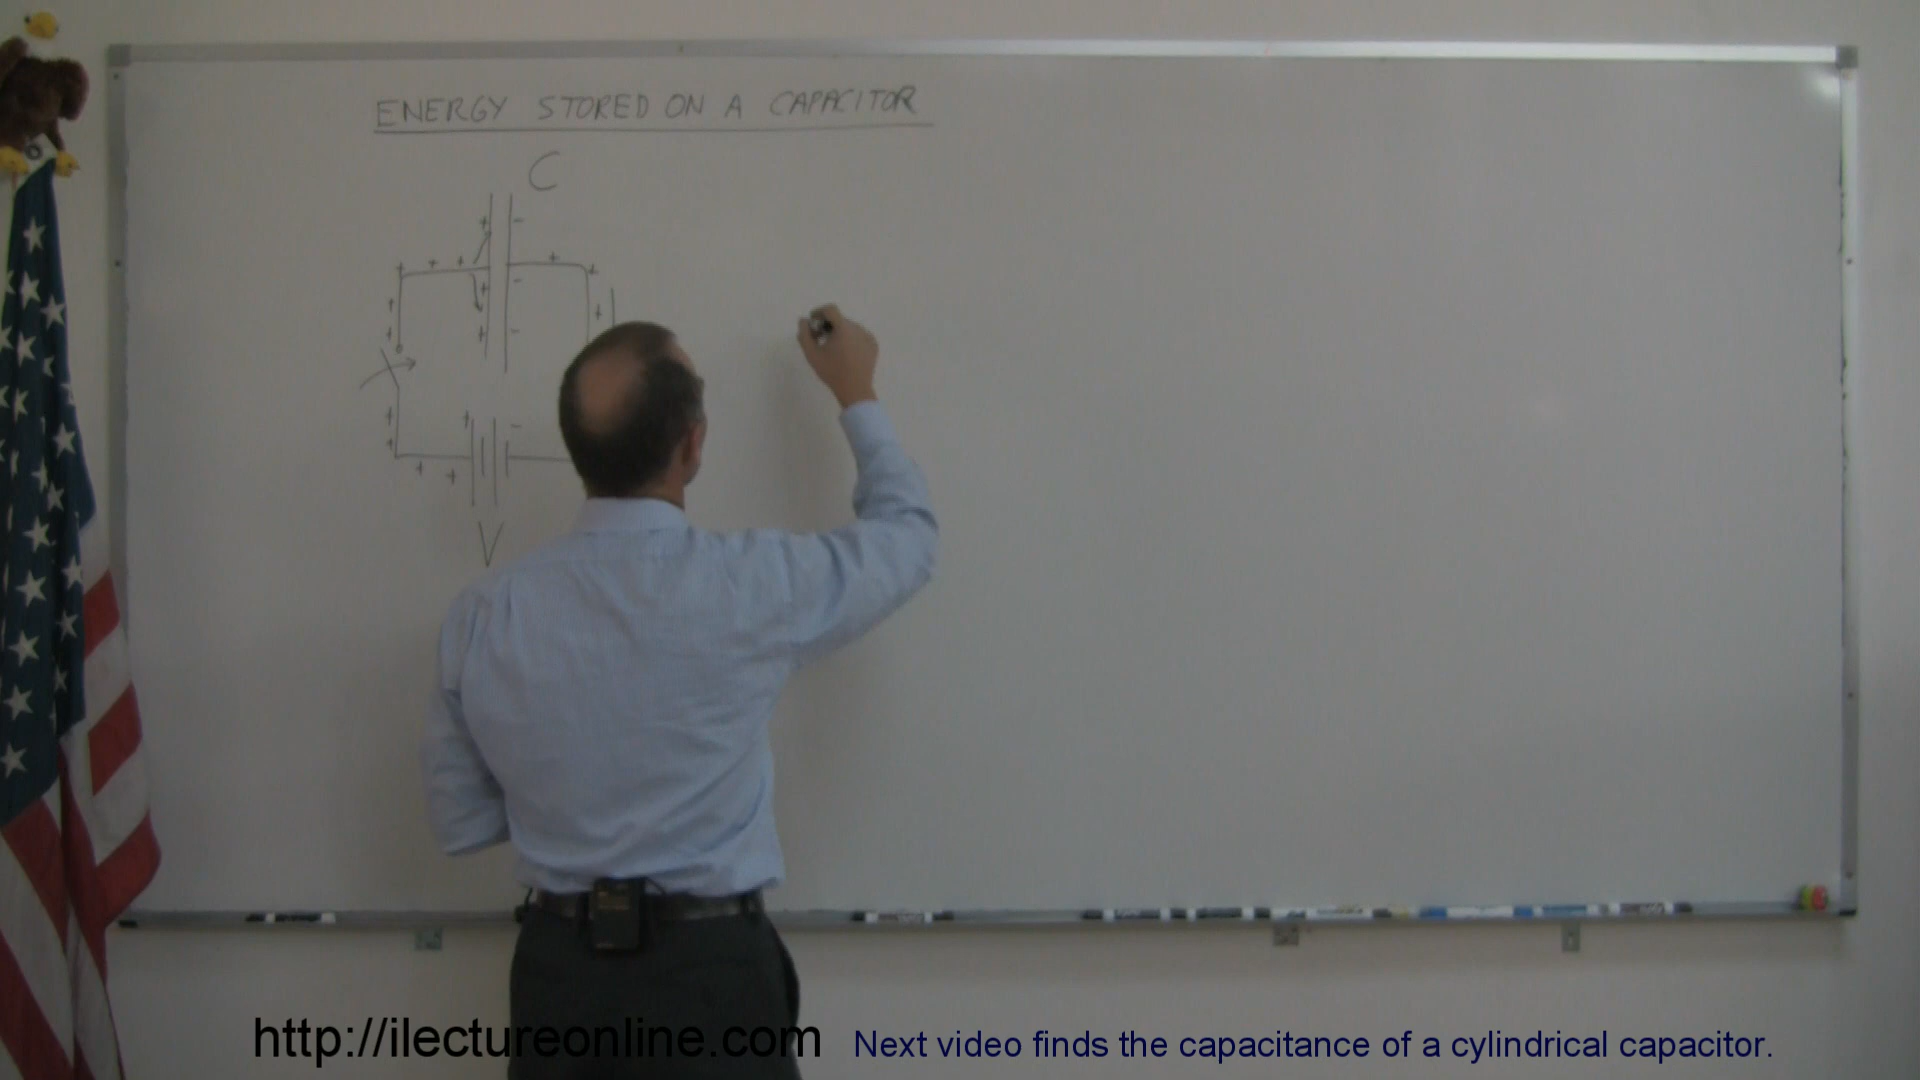 ENERGY STORED ON A CAPACITOR
C
V
http://ilectureonline.com
Next video finds the capacitance of a cylindrical capacitor.